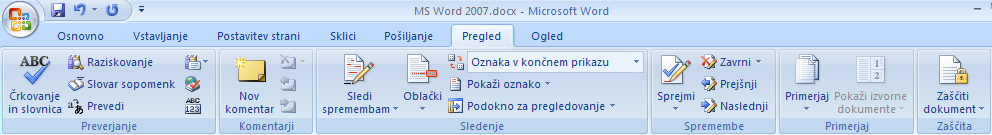 MS Word 2007.docx - Microsoft Word
Osnovno Vstavljanje Postavitev strani Sklici Pošiljanje Pregled Ogled
ABC
Črkovanje
in slovnica
Raziskovanje
Slovar sopomenk
Prevedi
ABC
123
Preverjanje
Nov
komentar
Komentarji
Sledi
spremembam
Oblački
Oznaka v končnem prikazu
Pokaži oznako
Podokno za pregledovanje
Sledenje
Sprejmi
Zavrni
Prejšnji
Naslednji
Spremembe
Primerjaj
Pokaži izvorne
dokumente
Primerjaj
Zaščiti
dokument
Zaščita